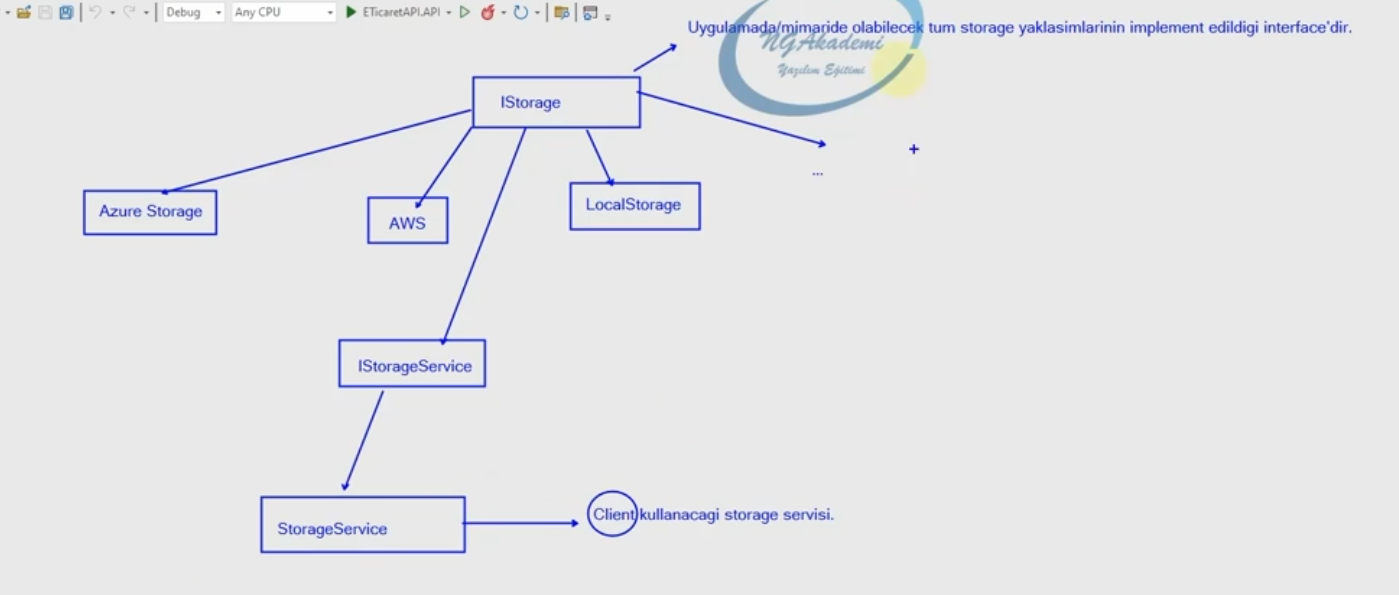 Debug
Any CPU
ETicaretAPI.API
Uygulamada/mimaride olabilecek tum storage yaklasimlarinin implement edildigi interface'dir.
NGAkademi
Yazılım Eğitimi
IStorage
+
...
Azure Storage
AWS
LocalStorage
IStorageService
StorageService
Client kullanacagi storage servisi.